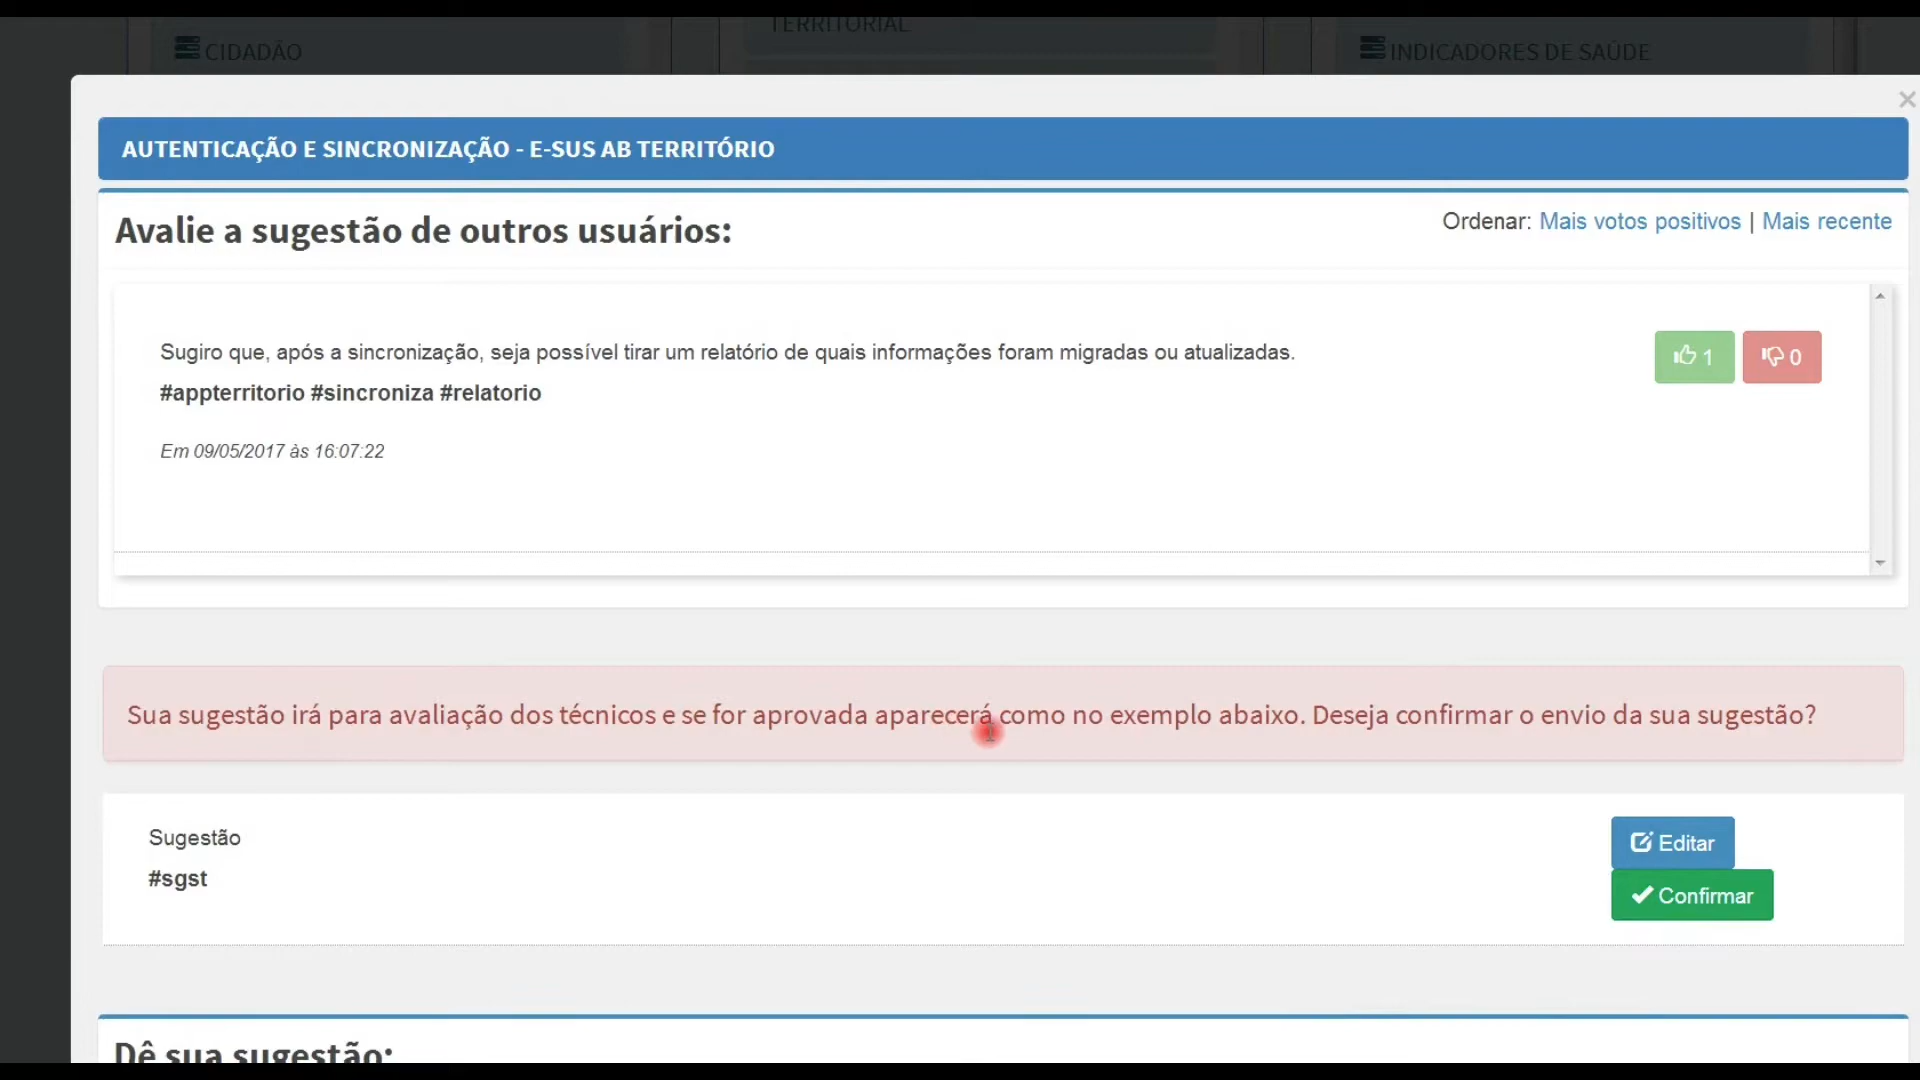 TERRITORIAL
CIDADÃO
INDICADORES DE SAÚDE
×
AUTENTICAÇÃO E SINCRONIZAÇÃO - E-SUS AB TERRITÓRIO
Avalie a sugestão de outros usuários:
Ordenar: Mais votos positivos | Mais recente
Sugiro que, após a sincronização, seja possível tirar um relatório de quais informações foram migradas ou atualizadas.
1 0
#appterritorio #sincroniza #relatorio
Em 09/05/2017 às 16:07:22
Sua sugestão irá para avaliação dos técnicos e se for aprovada aparecerá como no exemplo abaixo. Deseja confirmar o envio da sua sugestão?
Sugestão
Editar
#sgst
Confirmar
Dê sua sugestão: